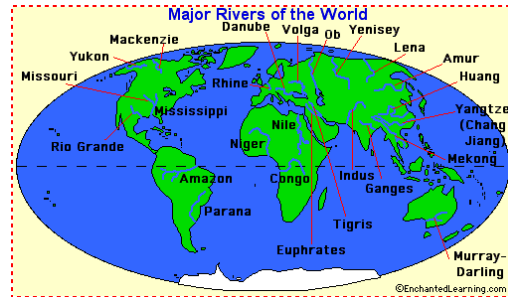 Major Rivers of the World
Mackenzie
Danube
Volga
Ob
Yenisey
Yukon
Lena
Amur
Missouri
Rhine
Huang
Mississippi
Nile
Yangtze
(Chang
Jiang)
Rio Grande
Niger
Mekong
Amazon
Congo
Indus
Ganges
Parana
Tigris
Euphrates
Murray-
Darling
©EnchantedLearning.com